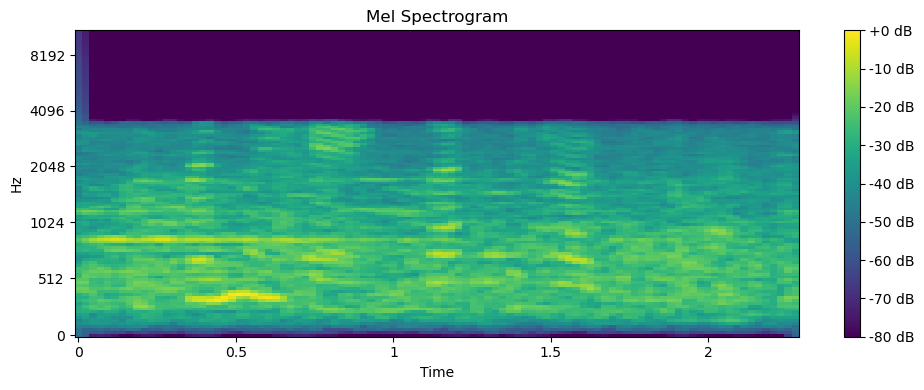 Mel Spectrogram
Hz
8192
4096
2048
1024
512
0
0
0.5
1
1.5
2
Time
+0 dB
-10 dB
-20 dB
-30 dB
-40 dB
-50 dB
-60 dB
-70 dB
-80 dB